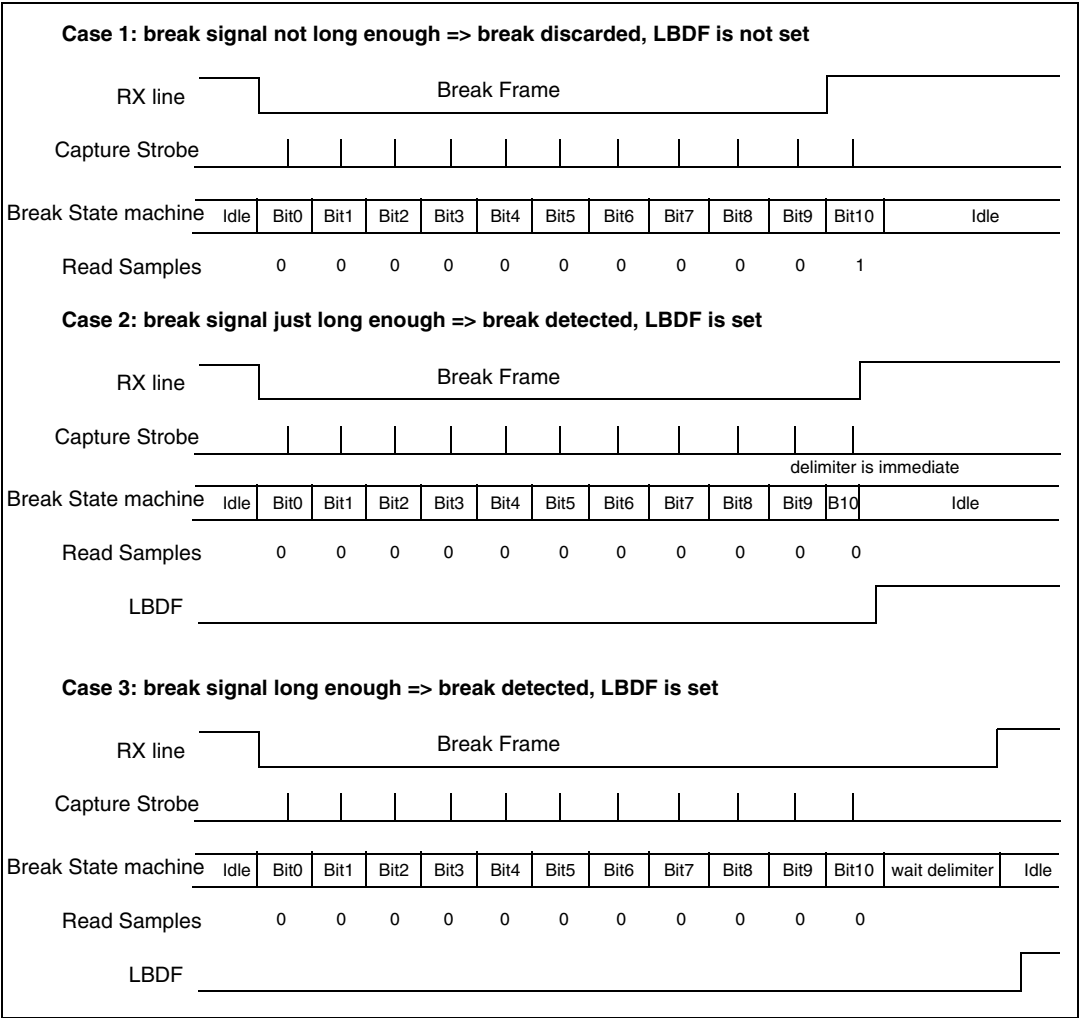 Case 1: break signal not long enough => break discarded, LBDF is not set
RX line
Break Frame
Capture Strobe
Break State machine Idle Bit0 Bit1 Bit2 Bit3 Bit4 Bit5 Bit6 Bit7 Bit8 Bit9 Bit10 Idle
Read Samples 0 0 0 0 0 0 0 0 0 0 1
Case 2: break signal just long enough => break detected, LBDF is set
RX line
Break Frame
Capture Strobe
delimiter is immediate
Break State machine Idle Bit0 Bit1 Bit2 Bit3 Bit4 Bit5 Bit6 Bit7 Bit8 Bit9 B10 Idle
Read Samples 0 0 0 0 0 0 0 0 0 0 0
LBDF
Case 3: break signal long enough => break detected, LBDF is set
RX line
Break Frame
Capture Strobe
Break State machine Idle Bit0 Bit1 Bit2 Bit3 Bit4 Bit5 Bit6 Bit7 Bit8 Bit9 Bit10 wait delimiter Idle
Read Samples 0 0 0 0 0 0 0 0 0 0 0
LBDF